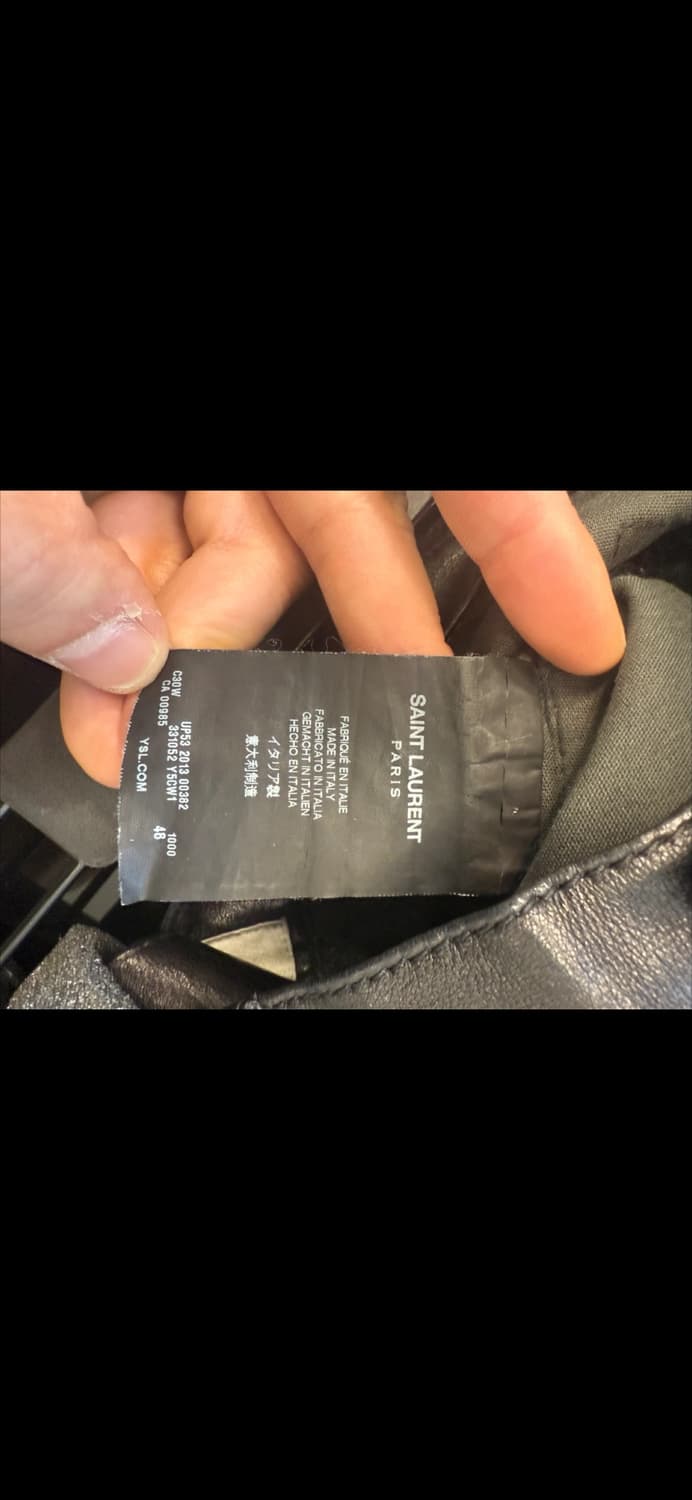 SAINT LAURENT
PARIS
FABRIQUÉ EN ITALIE
MADE IN ITALY
FABBRICATO IN ITALIA
GEMACHT IN ITALIEN
HECHO EN ITALIA
イタリア製
意大利制造
UP53 2013 00382 1000
C30W 331052 Y5CW1 48
CA 00985
YSL.COM